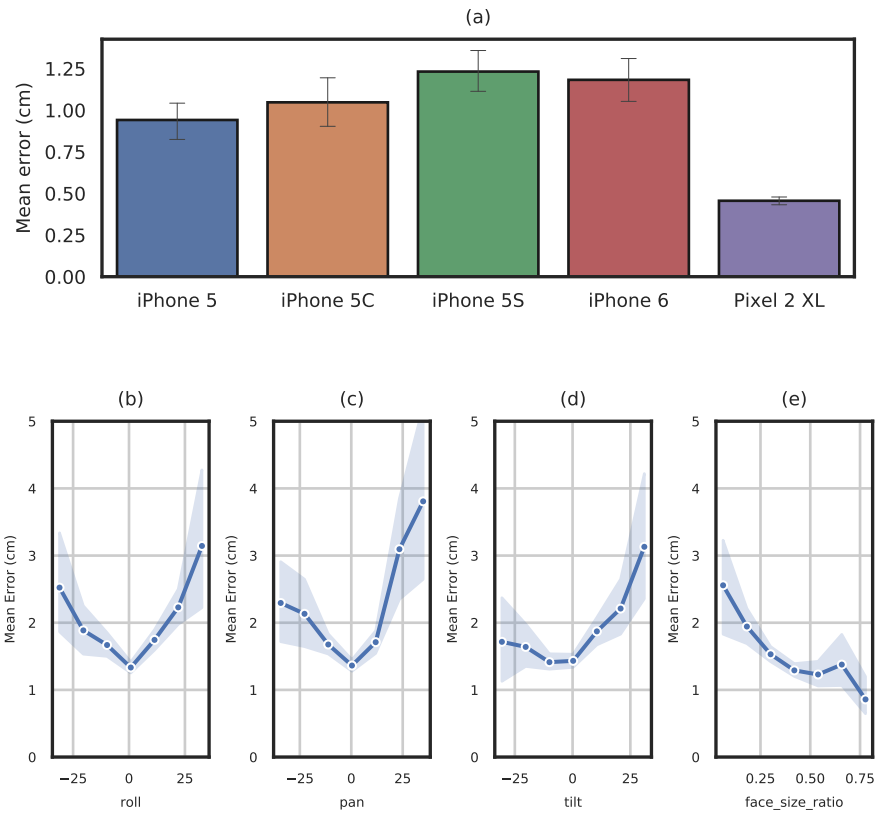 (a)
Mean error (cm)
1.25
1.00
0.75
0.50
0.25
0.00
iPhone 5 iPhone 5C iPhone 5S iPhone 6 Pixel 2 XL
(b) (c) (d) (e)
Mean Error (cm)
5
4
3
2
1
0
−25 0 25
roll
Mean Error (cm)
5
4
3
2
1
0
−25 0 25
pan
Mean Error (cm)
5
4
3
2
1
0
−25 0 25
tilt
Mean Error (cm)
5
4
3
2
1
0
0.25 0.50 0.75
face_size_ratio